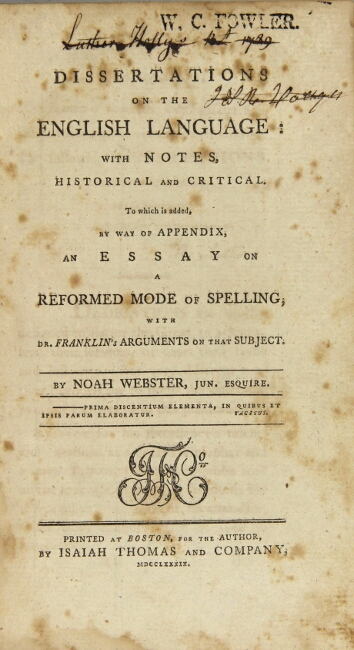 W. C. FOWLER.
Luther Holly's
DISSERTATIONS
ON THE
ENGLISH LANGUAGE:
WITH NOTES,
HISTORICAL AND CRITICAL.
To which is added,
BY WAY OF APPENDIX,
AN ESSAY ON
A
REFORMED MODE OF SPELLING;
WITH
DR. FRANKLIN's ARGUMENTS ON THAT SUBJECT.
BY NOAH WEBSTER, JUN. ESQUIRE.
PRIMA DISCENTIUM ELEMENTA, IN QUIBUS ET
IPSIS PARUM ELABORATUR. TACITUS.
PRINTED AT BOSTON, FOR THE AUTHOR,
BY ISAIAH THOMAS AND COMPANY,
MDCCLXXXIX.